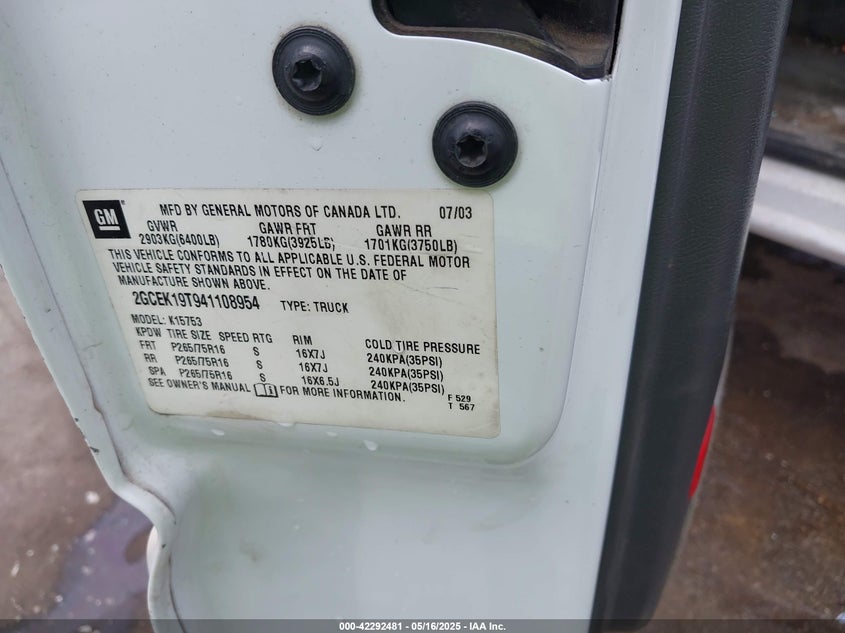 GM
MFD BY GENERAL MOTORS OF CANADA LTD. 07/03
GVWR GAWR FRT GAWR RR
2903KG(6400LB) 1780KG(3925LB) 1701KG(3750LB)
THIS VEHICLE CONFORMS TO ALL APPLICABLE U.S. FEDERAL MOTOR
VEHICLE SAFETY STANDARDS IN EFFECT ON THE DATE OF
MANUFACTURE SHOWN ABOVE.
2GCEK19T941108954 TYPE: TRUCK
MODEL: K15753
KPDW TIRE SIZE SPEED RTG RIM COLD TIRE PRESSURE
FRT P265/75R16 S 16X7J 240KPA(35PSI)
RR P265/75R16 S 16X7J 240KPA(35PSI)
SPA P265/75R16 S 16X6.5J 240KPA(35PSI)
SEE OWNER'S MANUAL FOR MORE INFORMATION.
F 529
T 567
000-42292481 - 05/16/2025 - IAA Inc.